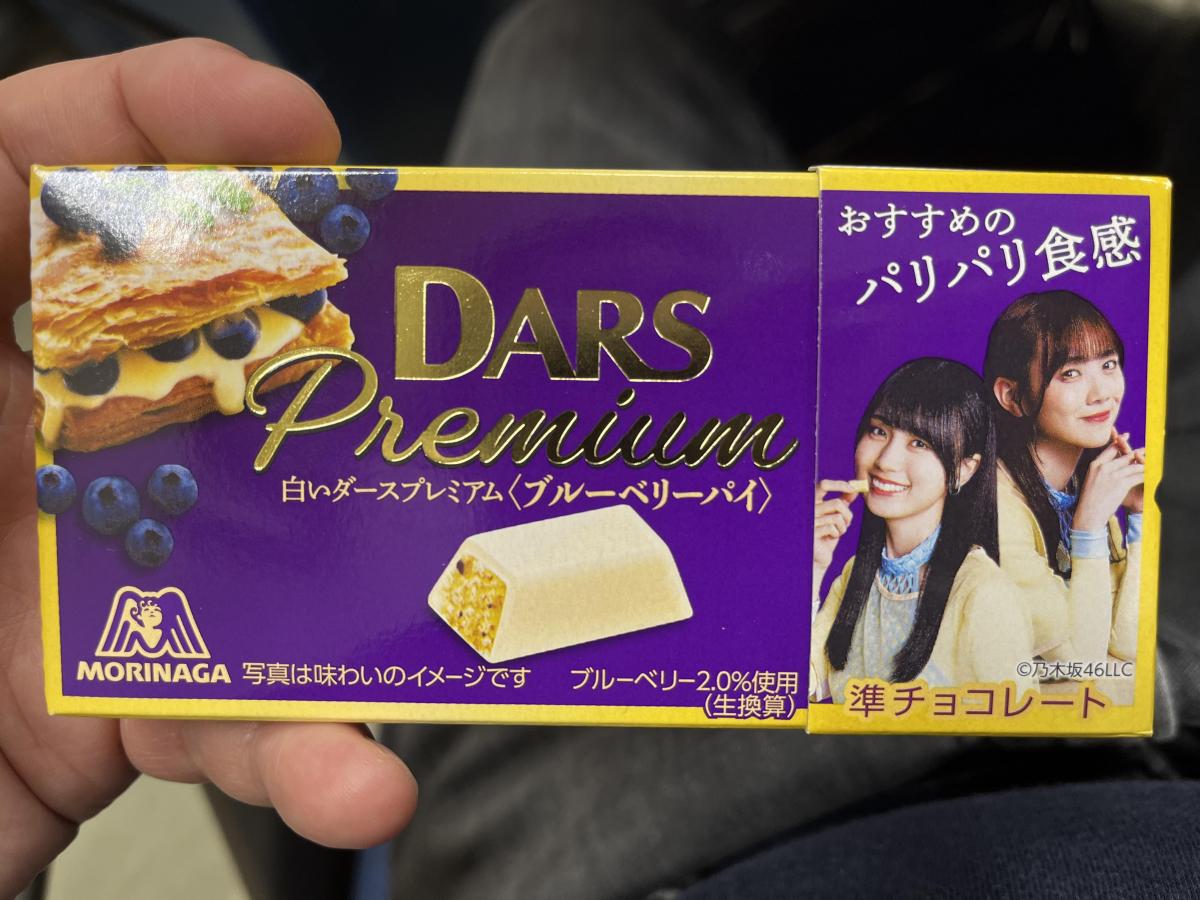 DARS
Premium
白いダースプレミアム〈ブルーベリーパイ〉
MORINAGA
写真は味わいのイメージです
ブルーベリー2.0%使用
(生換算)
おすすめの
パリパリ食感
©乃木坂46LLC
準チョコレート